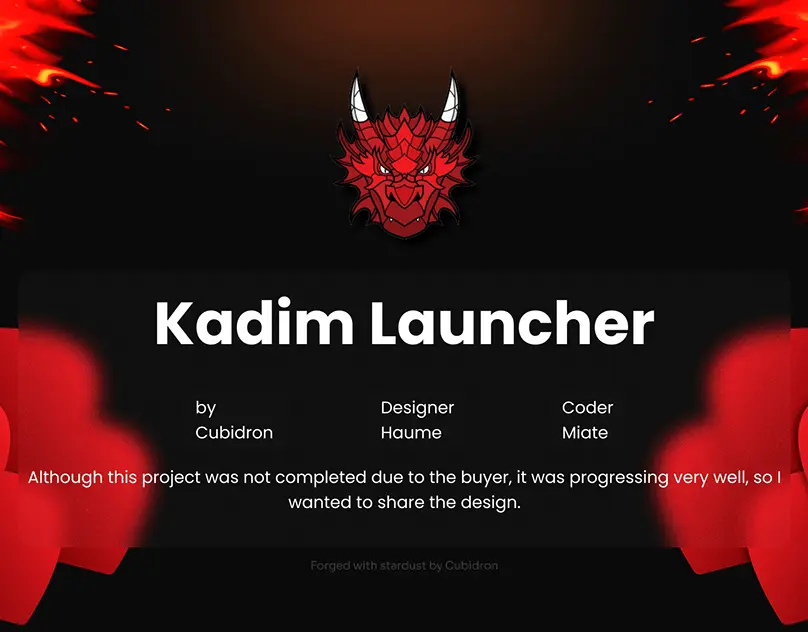 Kadim Launcher
by
Cubidron
Designer
Haume
Coder
Miate
Although this project was not completed due to the buyer, it was progressing very well, so I
wanted to share the design.
Forged with stardust by Cubidron